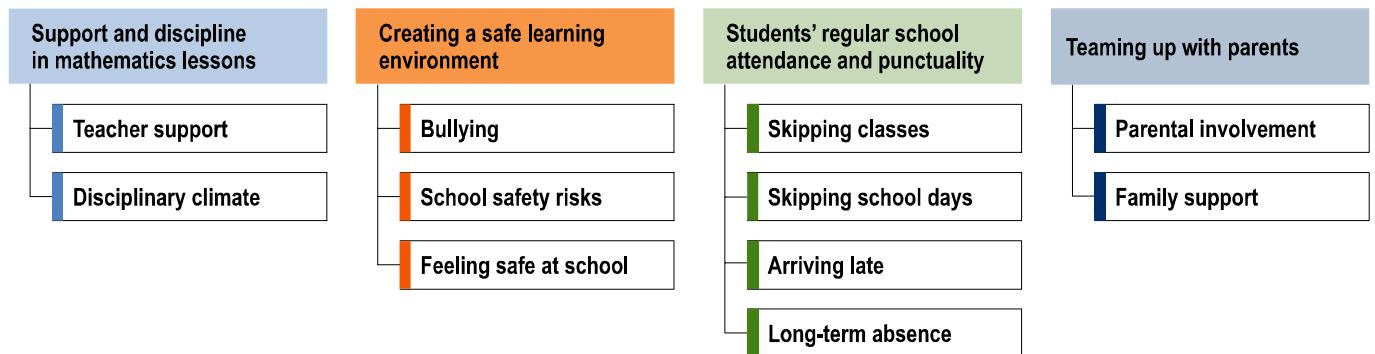 Support and discipline
in mathematics lessons
Teacher support
Disciplinary climate
Creating a safe learning
environment
Bullying
School safety risks
Feeling safe at school
Students’ regular school
attendance and punctuality
Skipping classes
Skipping school days
Arriving late
Long-term absence
Teaming up with parents
Parental involvement
Family support